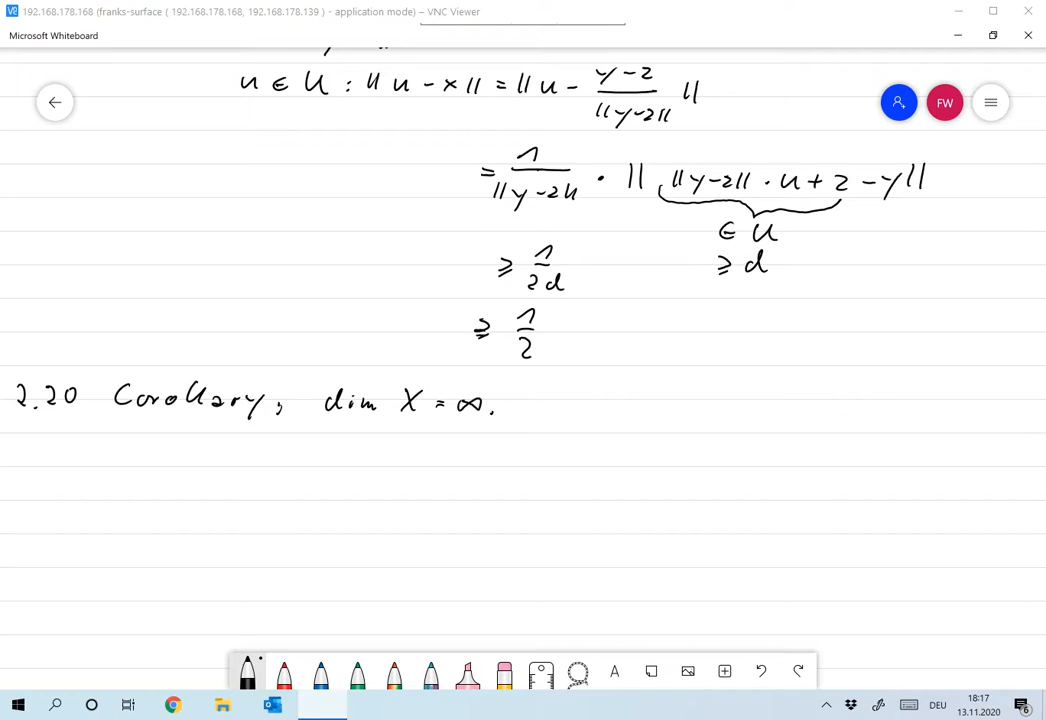 192.168.178.168 (franks-surface ( 192.168.178.168, 192.168.178.139 ) - application mode) – VNC Viewer
Microsoft Whiteboard
u ∈ U : ||u - x|| = ||u - (y-z)/||y-z|| ||
= 1/||y-z|| · || ||y-z|| · u + z - y||
∈ U
≥ 1/2d ≥ d
≥ 1/2
2.20 Corollary, dim X = ∞.
FW
A
DEU
18:17
13.11.2020
6